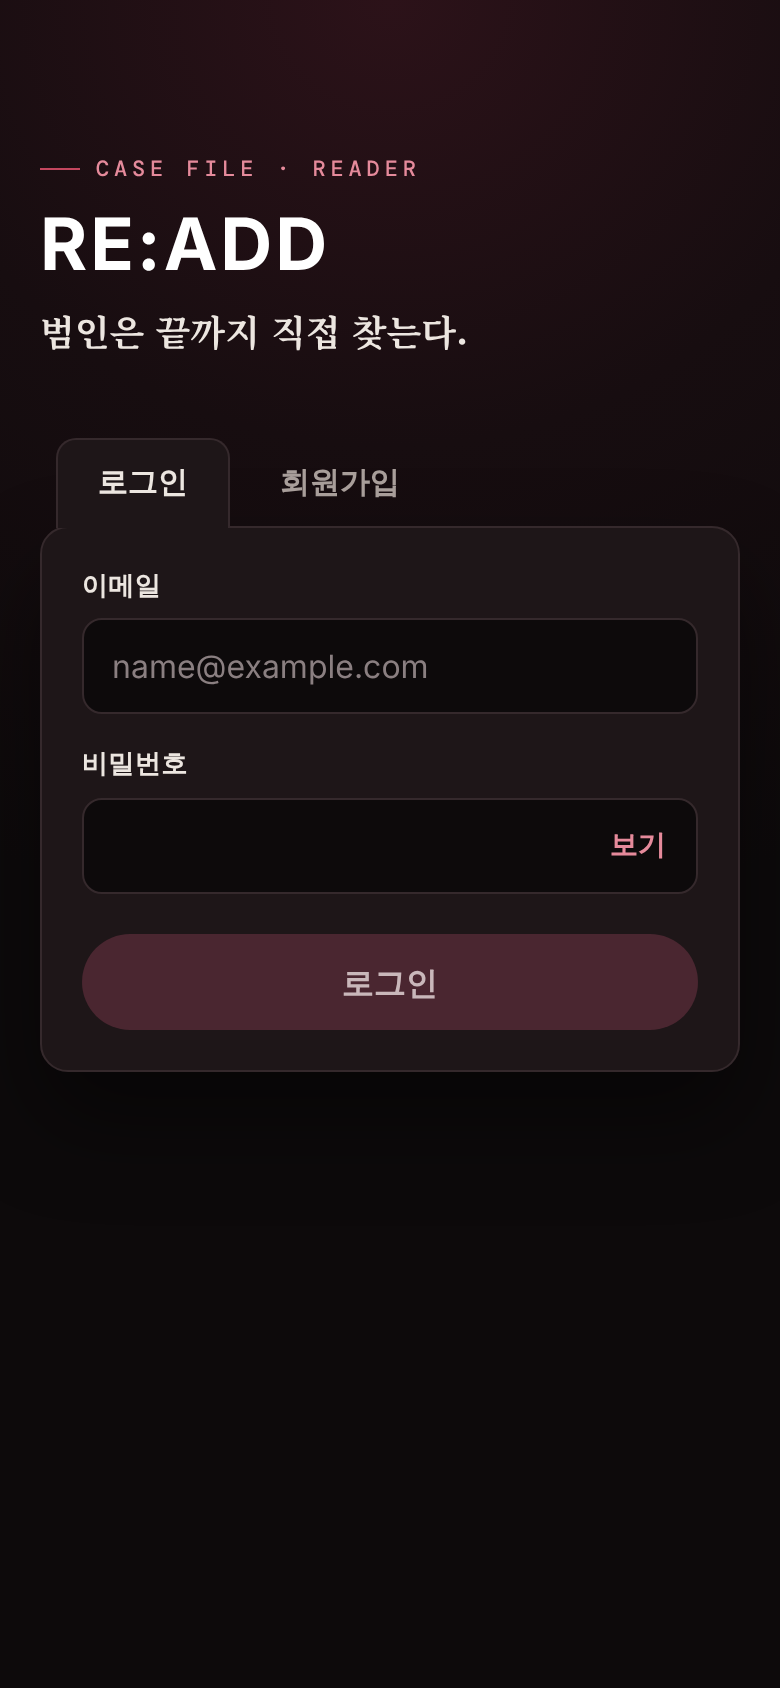 CASE FILE · READER
RE:ADD
범인은 끝까지 직접 찾는다.
로그인 회원가입
이메일
name@example.com
비밀번호
보기
로그인